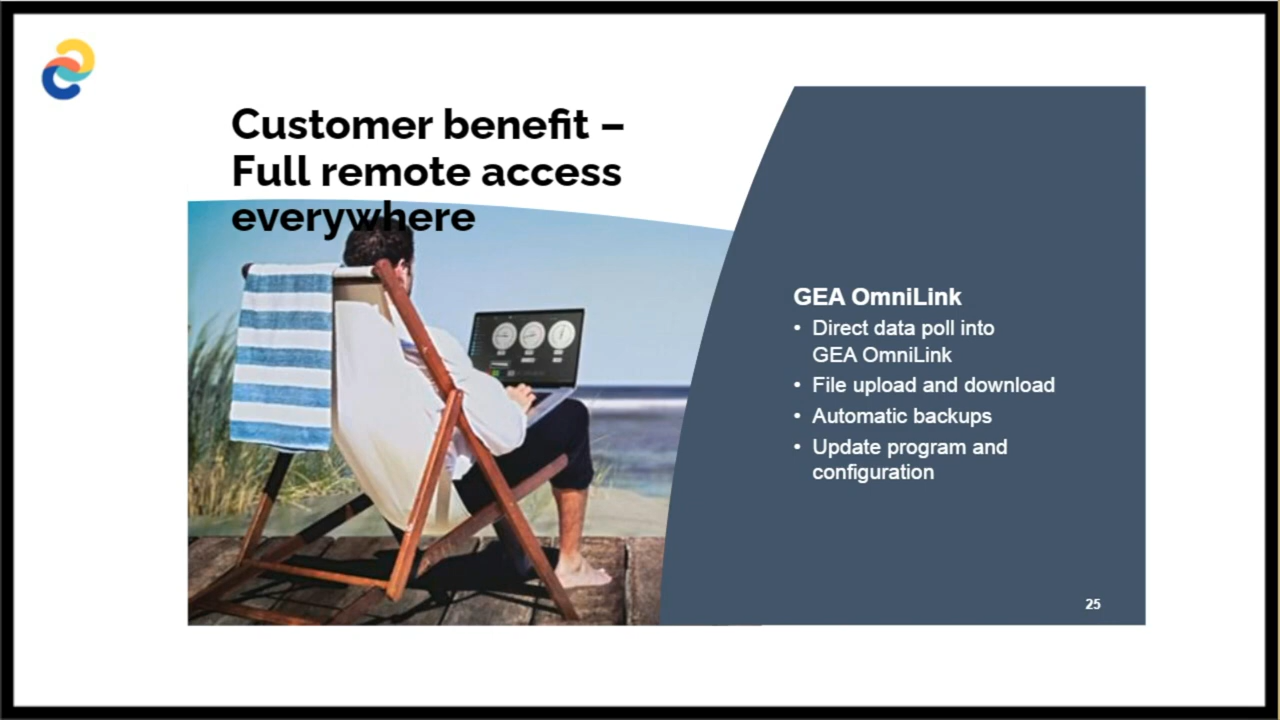 Customer benefit –
Full remote access
everywhere
GEA OmniLink
• Direct data poll into
GEA OmniLink
• File upload and download
• Automatic backups
• Update program and
configuration
25